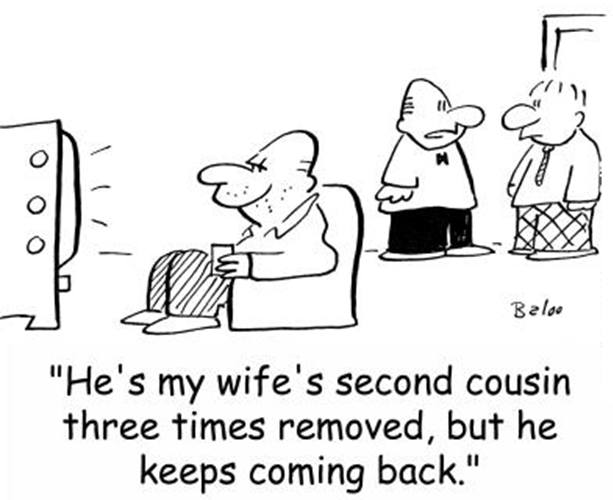 Baloo
"He's my wife's second cousin
three times removed, but he
keeps coming back."